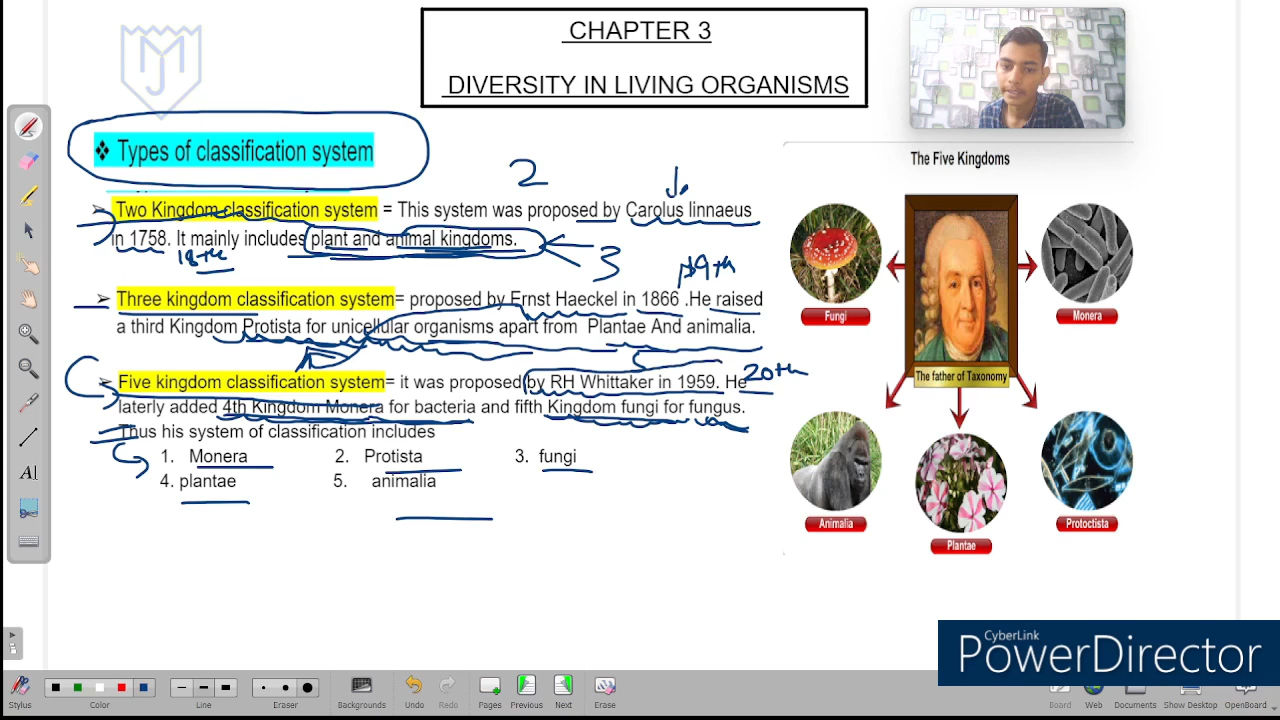 CHAPTER 3
DIVERSITY IN LIVING ORGANISMS
❖ Types of classification system
2
➢ Two Kingdom classification system = This system was proposed by Carolus linnaeus
in 1758. It mainly includes plant and animal kingdoms.
18th
3
19th
➢ Three kingdom classification system= proposed by Ernst Haeckel in 1866 .He raised
a third Kingdom Protista for unicellular organisms apart from Plantae And animalia.
➢ Five kingdom classification system= it was proposed by RH Whittaker in 1959. He
20th
laterly added 4th Kingdom Monera for bacteria and fifth Kingdom fungi for fungus.
Thus his system of classification includes
1. Monera 2. Protista 3. fungi
4. plantae 5. animalia
The Five Kingdoms
Fungi
Monera
The father of Taxonomy
Animalia
Plantae
Protoctista
CyberLink
PowerDirector
Stylus Color Line Eraser Backgrounds Undo Redo Pages Previous Next Erase Board Web Documents Show Desktop OpenBoard